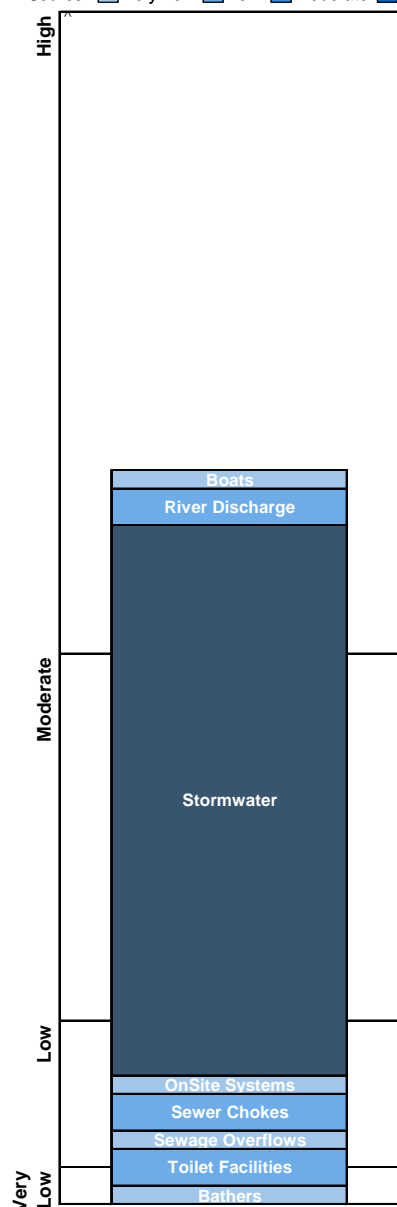 High
Boats
River Discharge
Moderate
Stormwater
Low
OnSite Systems
Sewer Chokes
Sewage Overflows
Toilet Facilities
Very
Low
Bathers